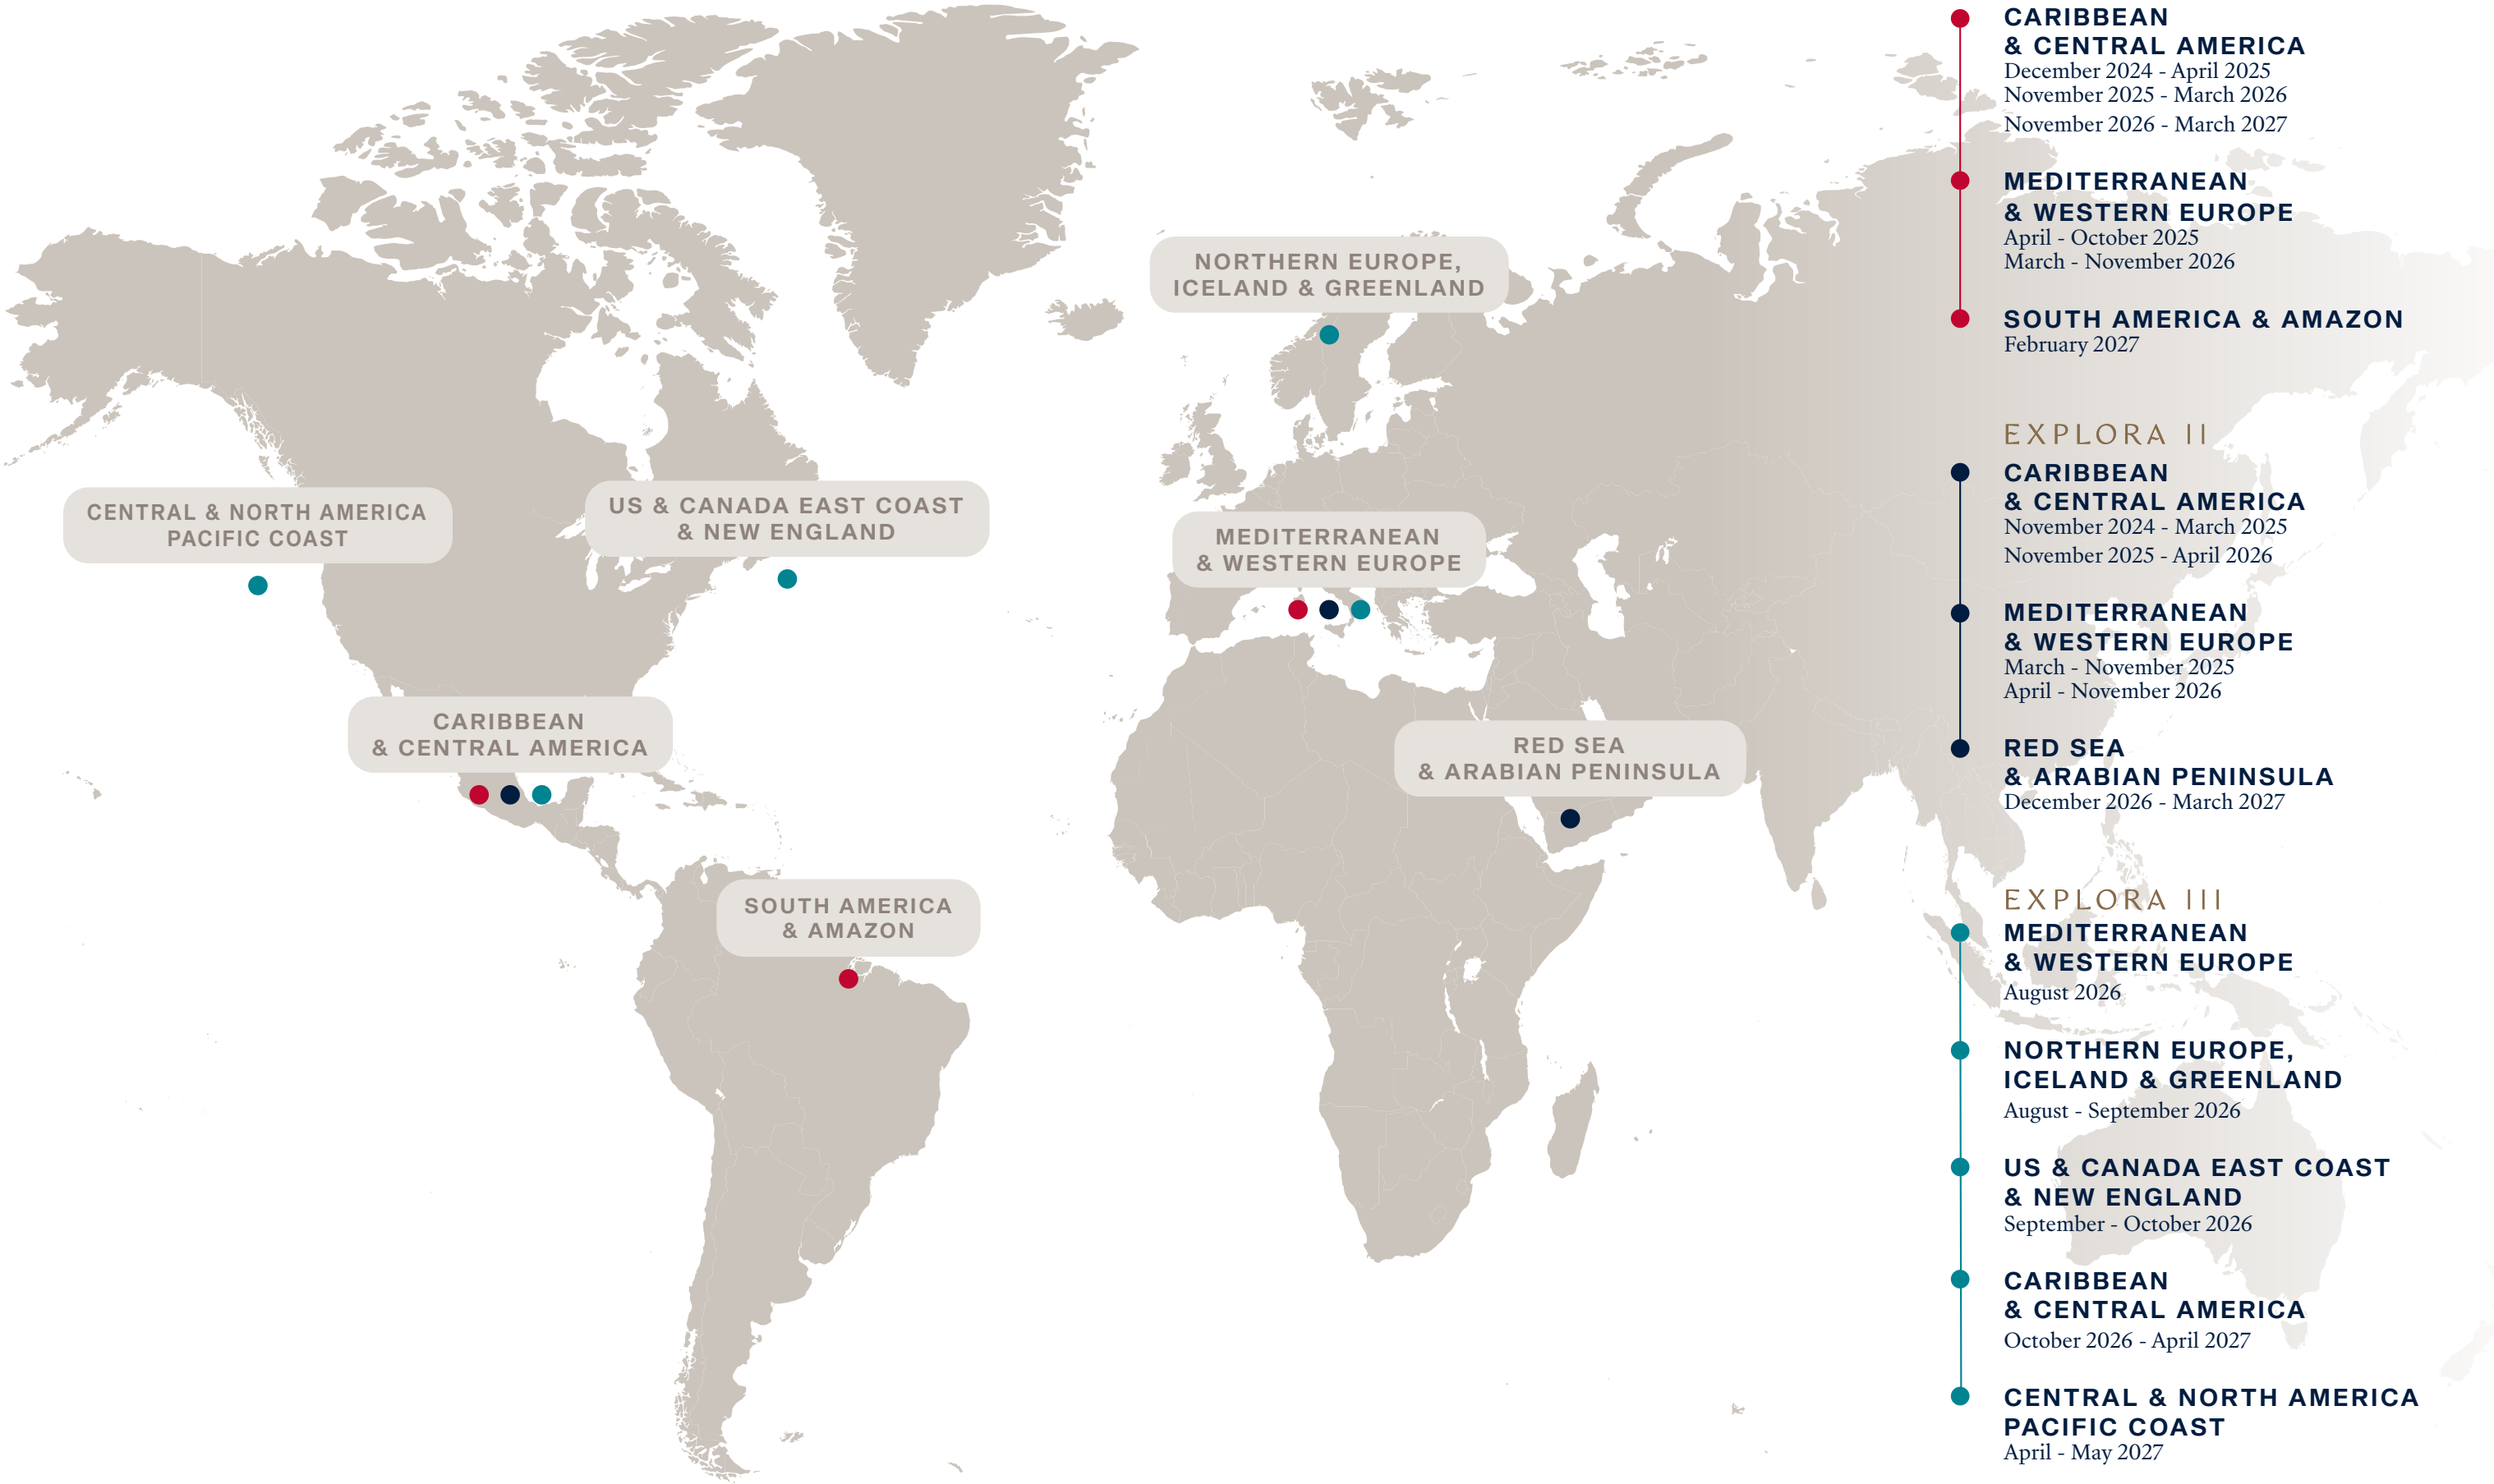 NORTHERN EUROPE,
ICELAND & GREENLAND
CENTRAL & NORTH AMERICA
PACIFIC COAST
US & CANADA EAST COAST
& NEW ENGLAND
MEDITERRANEAN
& WESTERN EUROPE
CARIBBEAN
& CENTRAL AMERICA
RED SEA
& ARABIAN PENINSULA
SOUTH AMERICA
& AMAZON
CARIBBEAN
& CENTRAL AMERICA
December 2024 - April 2025
November 2025 - March 2026
November 2026 - March 2027
MEDITERRANEAN
& WESTERN EUROPE
April - October 2025
March - November 2026
SOUTH AMERICA & AMAZON
February 2027
EXPLORA II
CARIBBEAN
& CENTRAL AMERICA
November 2024 - March 2025
November 2025 - April 2026
MEDITERRANEAN
& WESTERN EUROPE
March - November 2025
April - November 2026
RED SEA
& ARABIAN PENINSULA
December 2026 - March 2027
EXPLORA III
MEDITERRANEAN
& WESTERN EUROPE
August 2026
NORTHERN EUROPE,
ICELAND & GREENLAND
August - September 2026
US & CANADA EAST COAST
& NEW ENGLAND
September - October 2026
CARIBBEAN
& CENTRAL AMERICA
October 2026 - April 2027
CENTRAL & NORTH AMERICA
PACIFIC COAST
April - May 2027